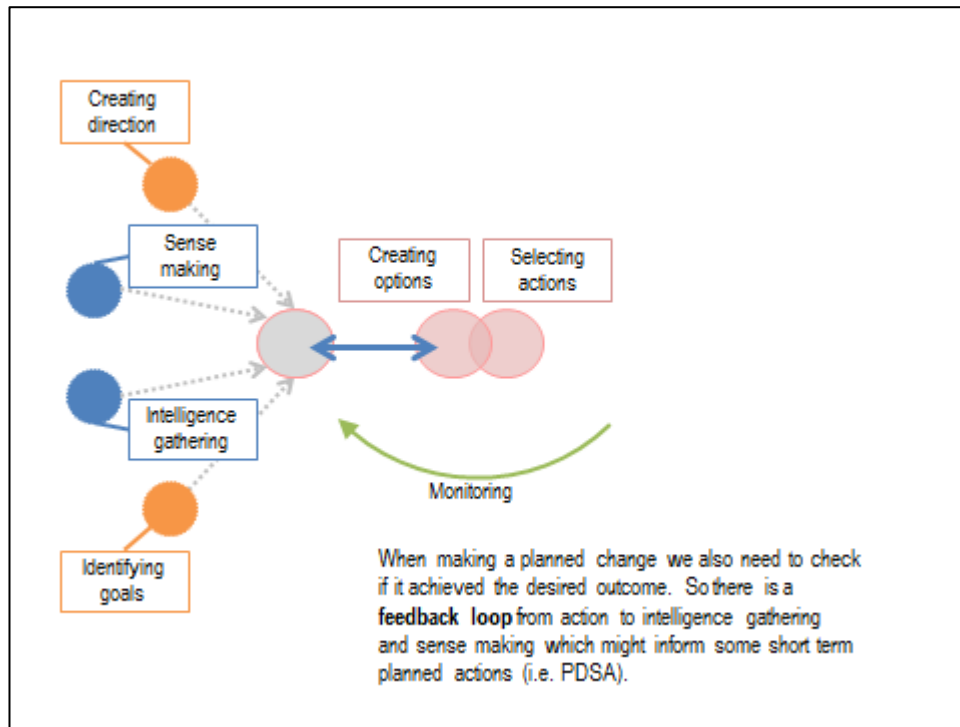 Creating
direction
Sense
making
Creating
options
Selecting
actions
Intelligence
gathering
Monitoring
Identifying
goals
When making a planned change we also need to check
if it achieved the desired outcome. So there is a
feedback loop from action to intelligence gathering
and sense making which might inform some short term
planned actions (i.e. PDSA).